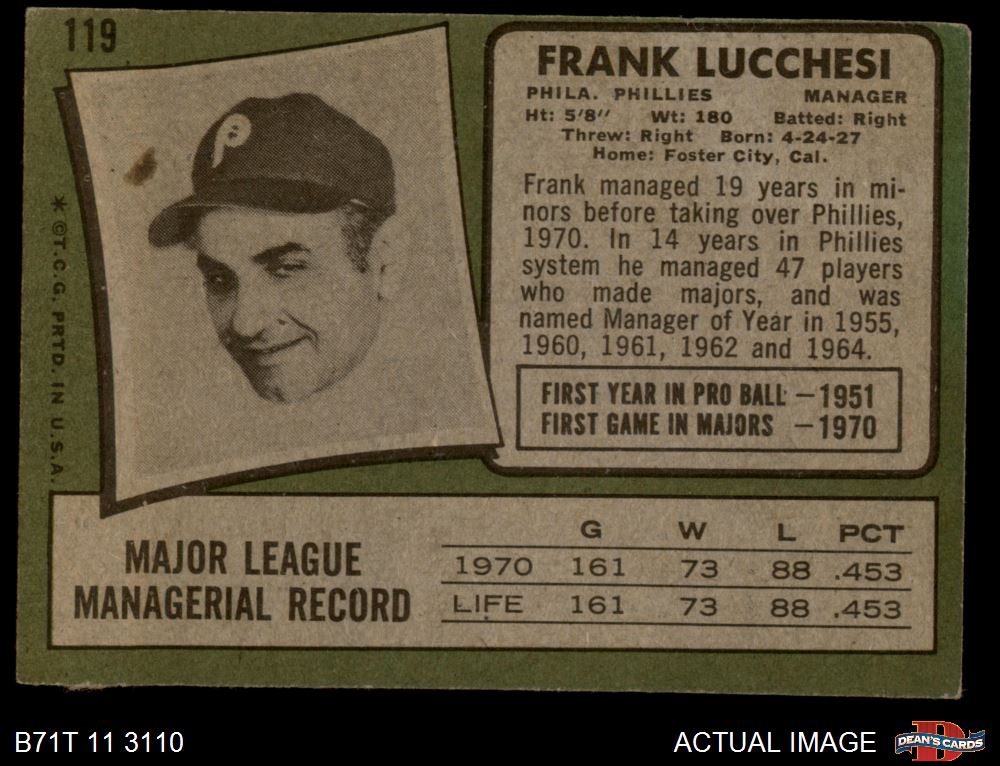 119
FRANK LUCCHESI
PHILA. PHILLIES MANAGER
Ht: 5'8'' Wt: 180 Batted: Right
Threw: Right Born: 4-24-27
Home: Foster City, Cal.
Frank managed 19 years in mi-
nors before taking over Phillies,
1970. In 14 years in Phillies
system he managed 47 players
who made majors, and was
named Manager of Year in 1955,
1960, 1961, 1962 and 1964.
FIRST YEAR IN PRO BALL — 1951
FIRST GAME IN MAJORS — 1970
P
* ©T.C.G. PRTD. IN U.S.A.
MAJOR LEAGUE
MANAGERIAL RECORD
G W L PCT
1970 161 73 88 .453
LIFE 161 73 88 .453
B71T 11 3110
ACTUAL IMAGE
D
DEAN'S CARDS